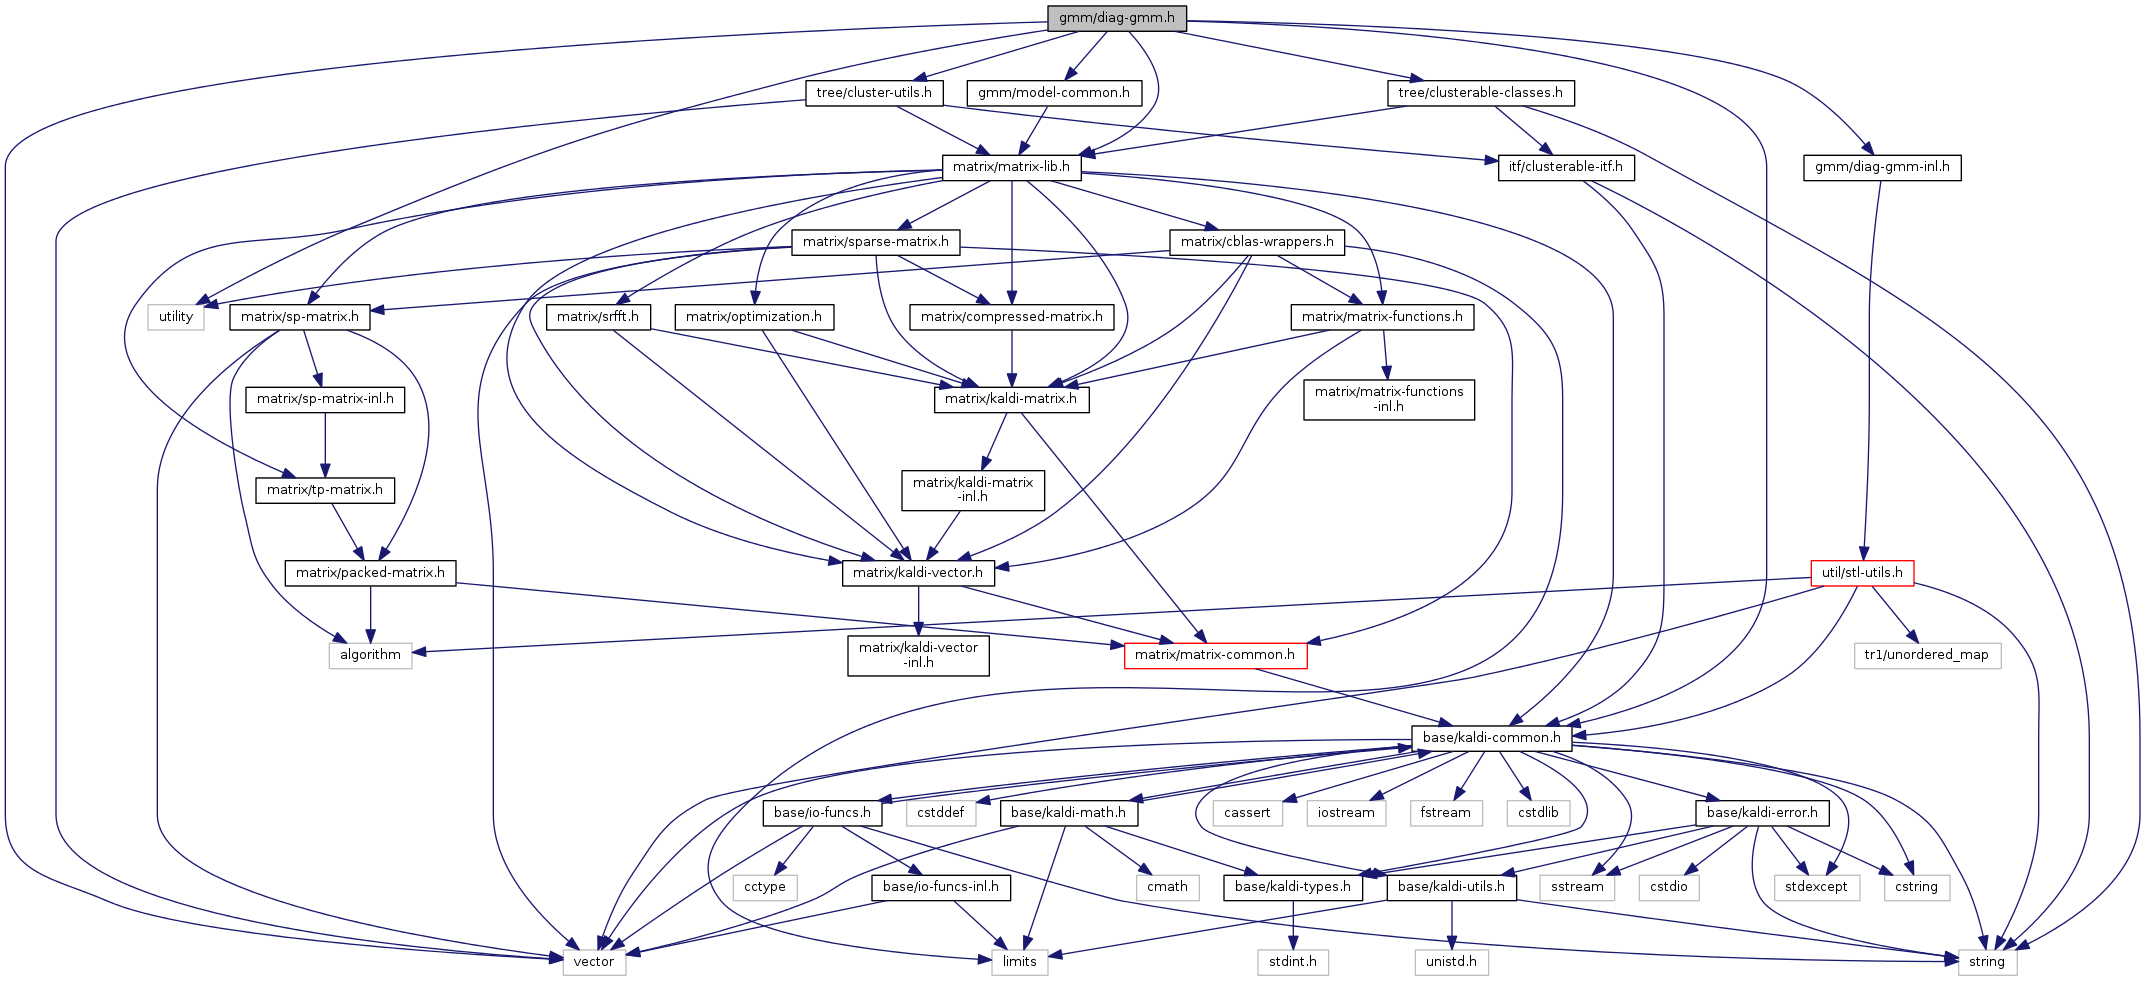 gmm/diag-gmm.h
tree/cluster-utils.h
gmm/model-common.h
tree/clusterable-classes.h
matrix/matrix-lib.h
itf/clusterable-itf.h
gmm/diag-gmm-inl.h
matrix/sparse-matrix.h
matrix/cblas-wrappers.h
utility
matrix/sp-matrix.h
matrix/srfft.h
matrix/optimization.h
matrix/compressed-matrix.h
matrix/matrix-functions.h
matrix/sp-matrix-inl.h
matrix/kaldi-matrix.h
matrix/matrix-functions
-inl.h
matrix/tp-matrix.h
matrix/kaldi-matrix
-inl.h
matrix/packed-matrix.h
matrix/kaldi-vector.h
util/stl-utils.h
algorithm
matrix/kaldi-vector
-inl.h
matrix/matrix-common.h
tr1/unordered_map
base/kaldi-common.h
base/io-funcs.h
cstddef
base/kaldi-math.h
cassert
iostream
fstream
cstdlib
base/kaldi-error.h
cctype
base/io-funcs-inl.h
cmath
base/kaldi-types.h
base/kaldi-utils.h
sstream
cstdio
stdexcept
cstring
vector
limits
stdint.h
unistd.h
string